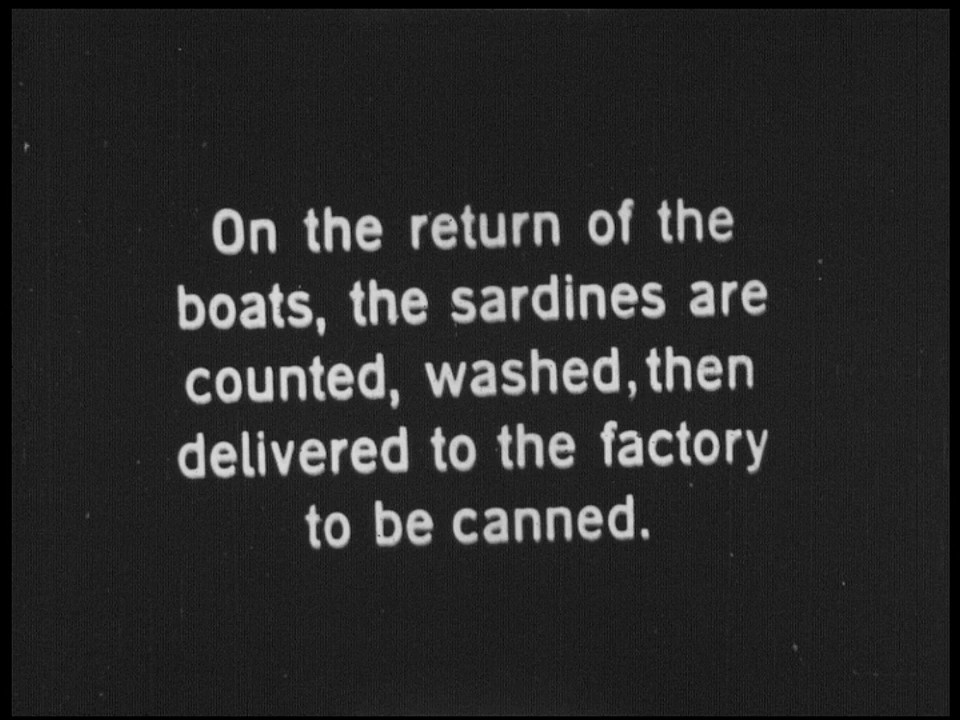 On the return of the
boats, the sardines are
counted, washed, then
delivered to the factory
to be canned.